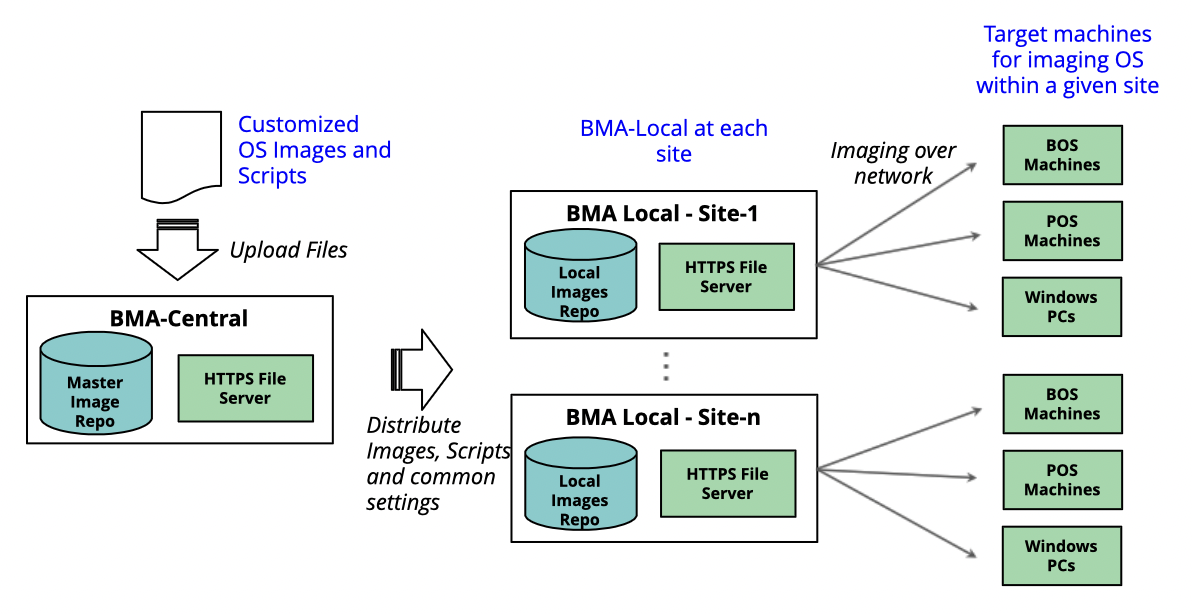 Customized
OS Images and
Scripts
Upload Files
BMA-Central
Master
Image
Repo
HTTPS File
Server
Distribute
Images, Scripts
and common
settings
BMA-Local at each
site
BMA Local - Site-1
Local
Images
Repo
HTTPS File
Server
BMA Local - Site-n
Local
Images
Repo
HTTPS File
Server
Imaging over
network
Target machines
for imaging OS
within a given site
BOS
Machines
POS
Machines
Windows
PCs
BOS
Machines
POS
Machines
Windows
PCs